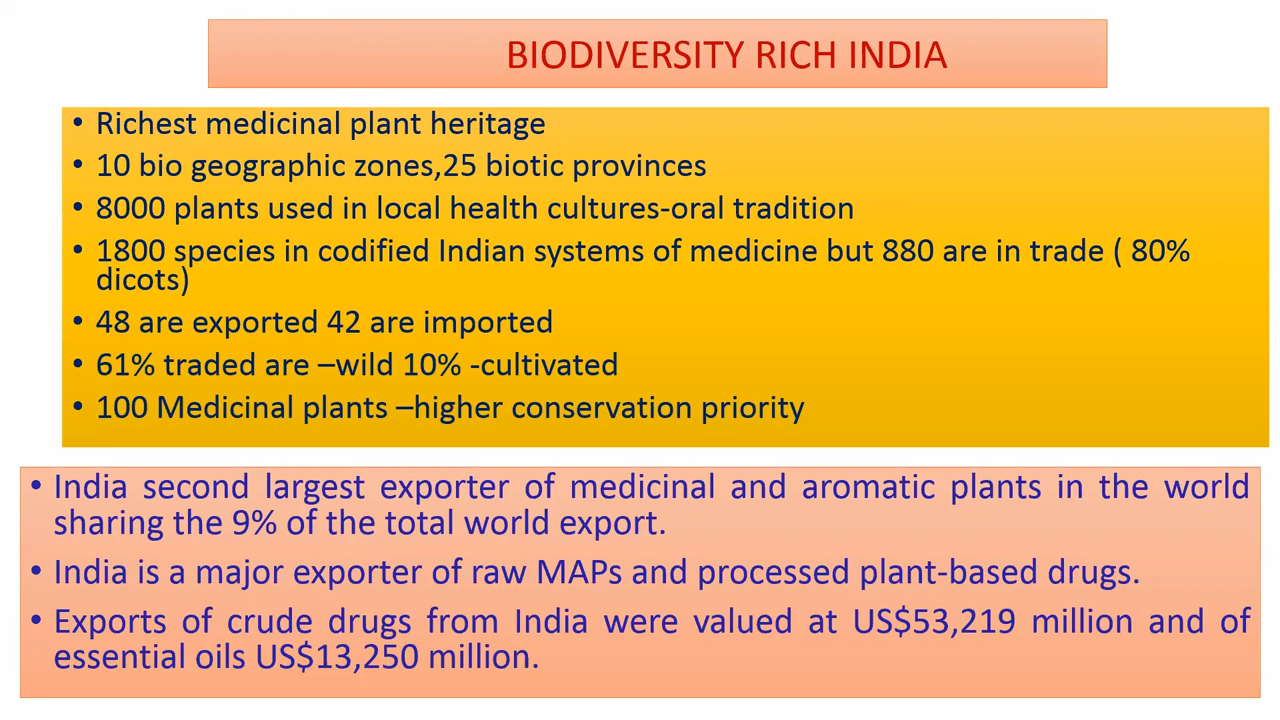 BIODIVERSITY RICH INDIA
• Richest medicinal plant heritage
• 10 bio geographic zones,25 biotic provinces
• 8000 plants used in local health cultures-oral tradition
• 1800 species in codified Indian systems of medicine but 880 are in trade ( 80%
dicots)
• 48 are exported 42 are imported
• 61% traded are –wild 10% -cultivated
• 100 Medicinal plants –higher conservation priority
• India second largest exporter of medicinal and aromatic plants in the world
sharing the 9% of the total world export.
• India is a major exporter of raw MAPs and processed plant-based drugs.
• Exports of crude drugs from India were valued at US$53,219 million and of
essential oils US$13,250 million.